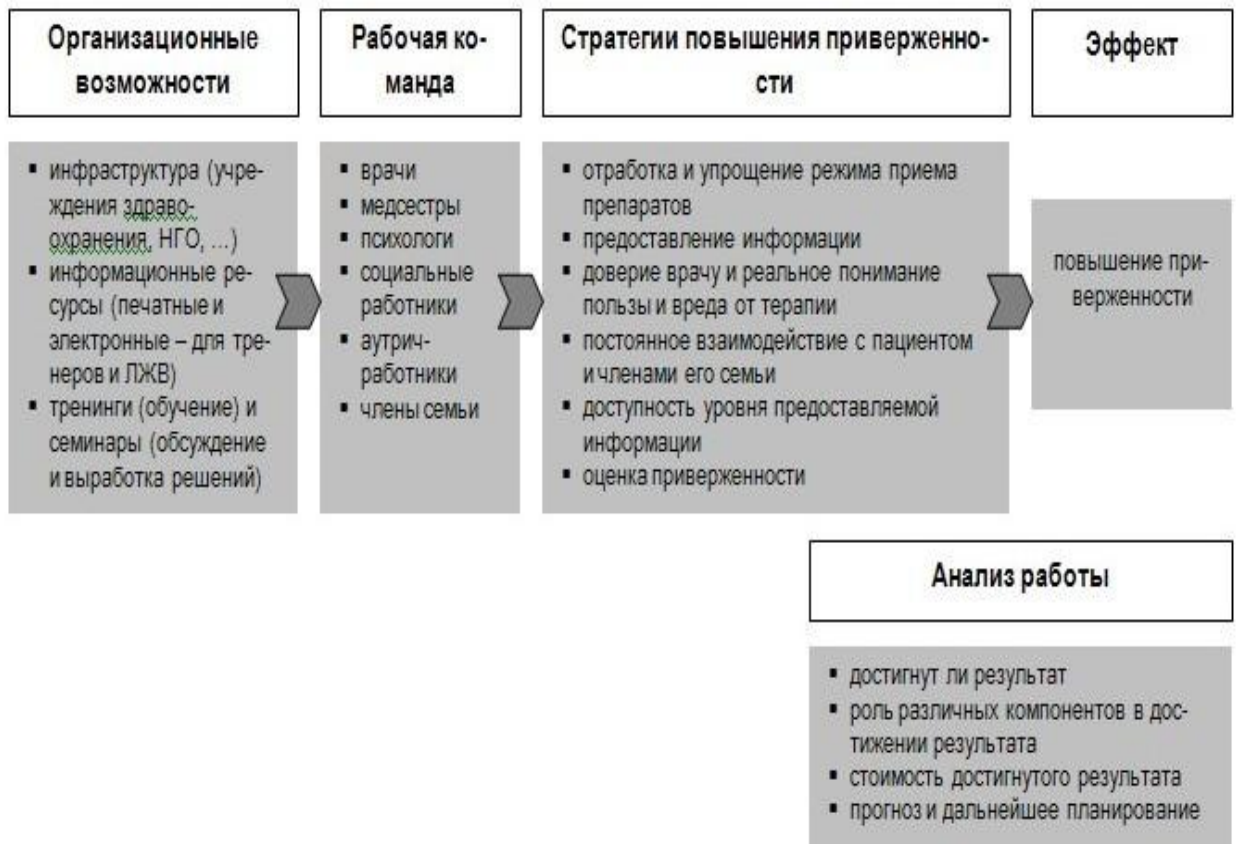 Организационные
возможности
▪ инфраструктура (учре-
ждения здраво-
охранения, НГО, ...)
▪ информационные ре-
сурсы (печатные и
электронные – для тре-
неров и ЛЖВ)
▪ тренинги (обучение) и
семинары (обсуждение
и выработка решений)
Рабочая ко-
манда
▪ врачи
▪ медсестры
▪ психологи
▪ социальные
работники
▪ аутрич-
работники
▪ члены семьи
Стратегии повышения приверженно-
сти
▪ отработка и упрощение режима приема
препаратов
▪ предоставление информации
▪ доверие врачу и реальное понимание
пользы и вреда от терапии
▪ постоянное взаимодействие с пациентом
и членами его семьи
▪ доступность уровня предоставляемой
информации
▪ оценка приверженности
Эффект
повышение при-
верженности
Анализ работы
▪ достигнут ли результат
▪ роль различных компонентов в дос-
тижении результата
▪ стоимость достигнутого результата
▪ прогноз и дальнейшее планирование